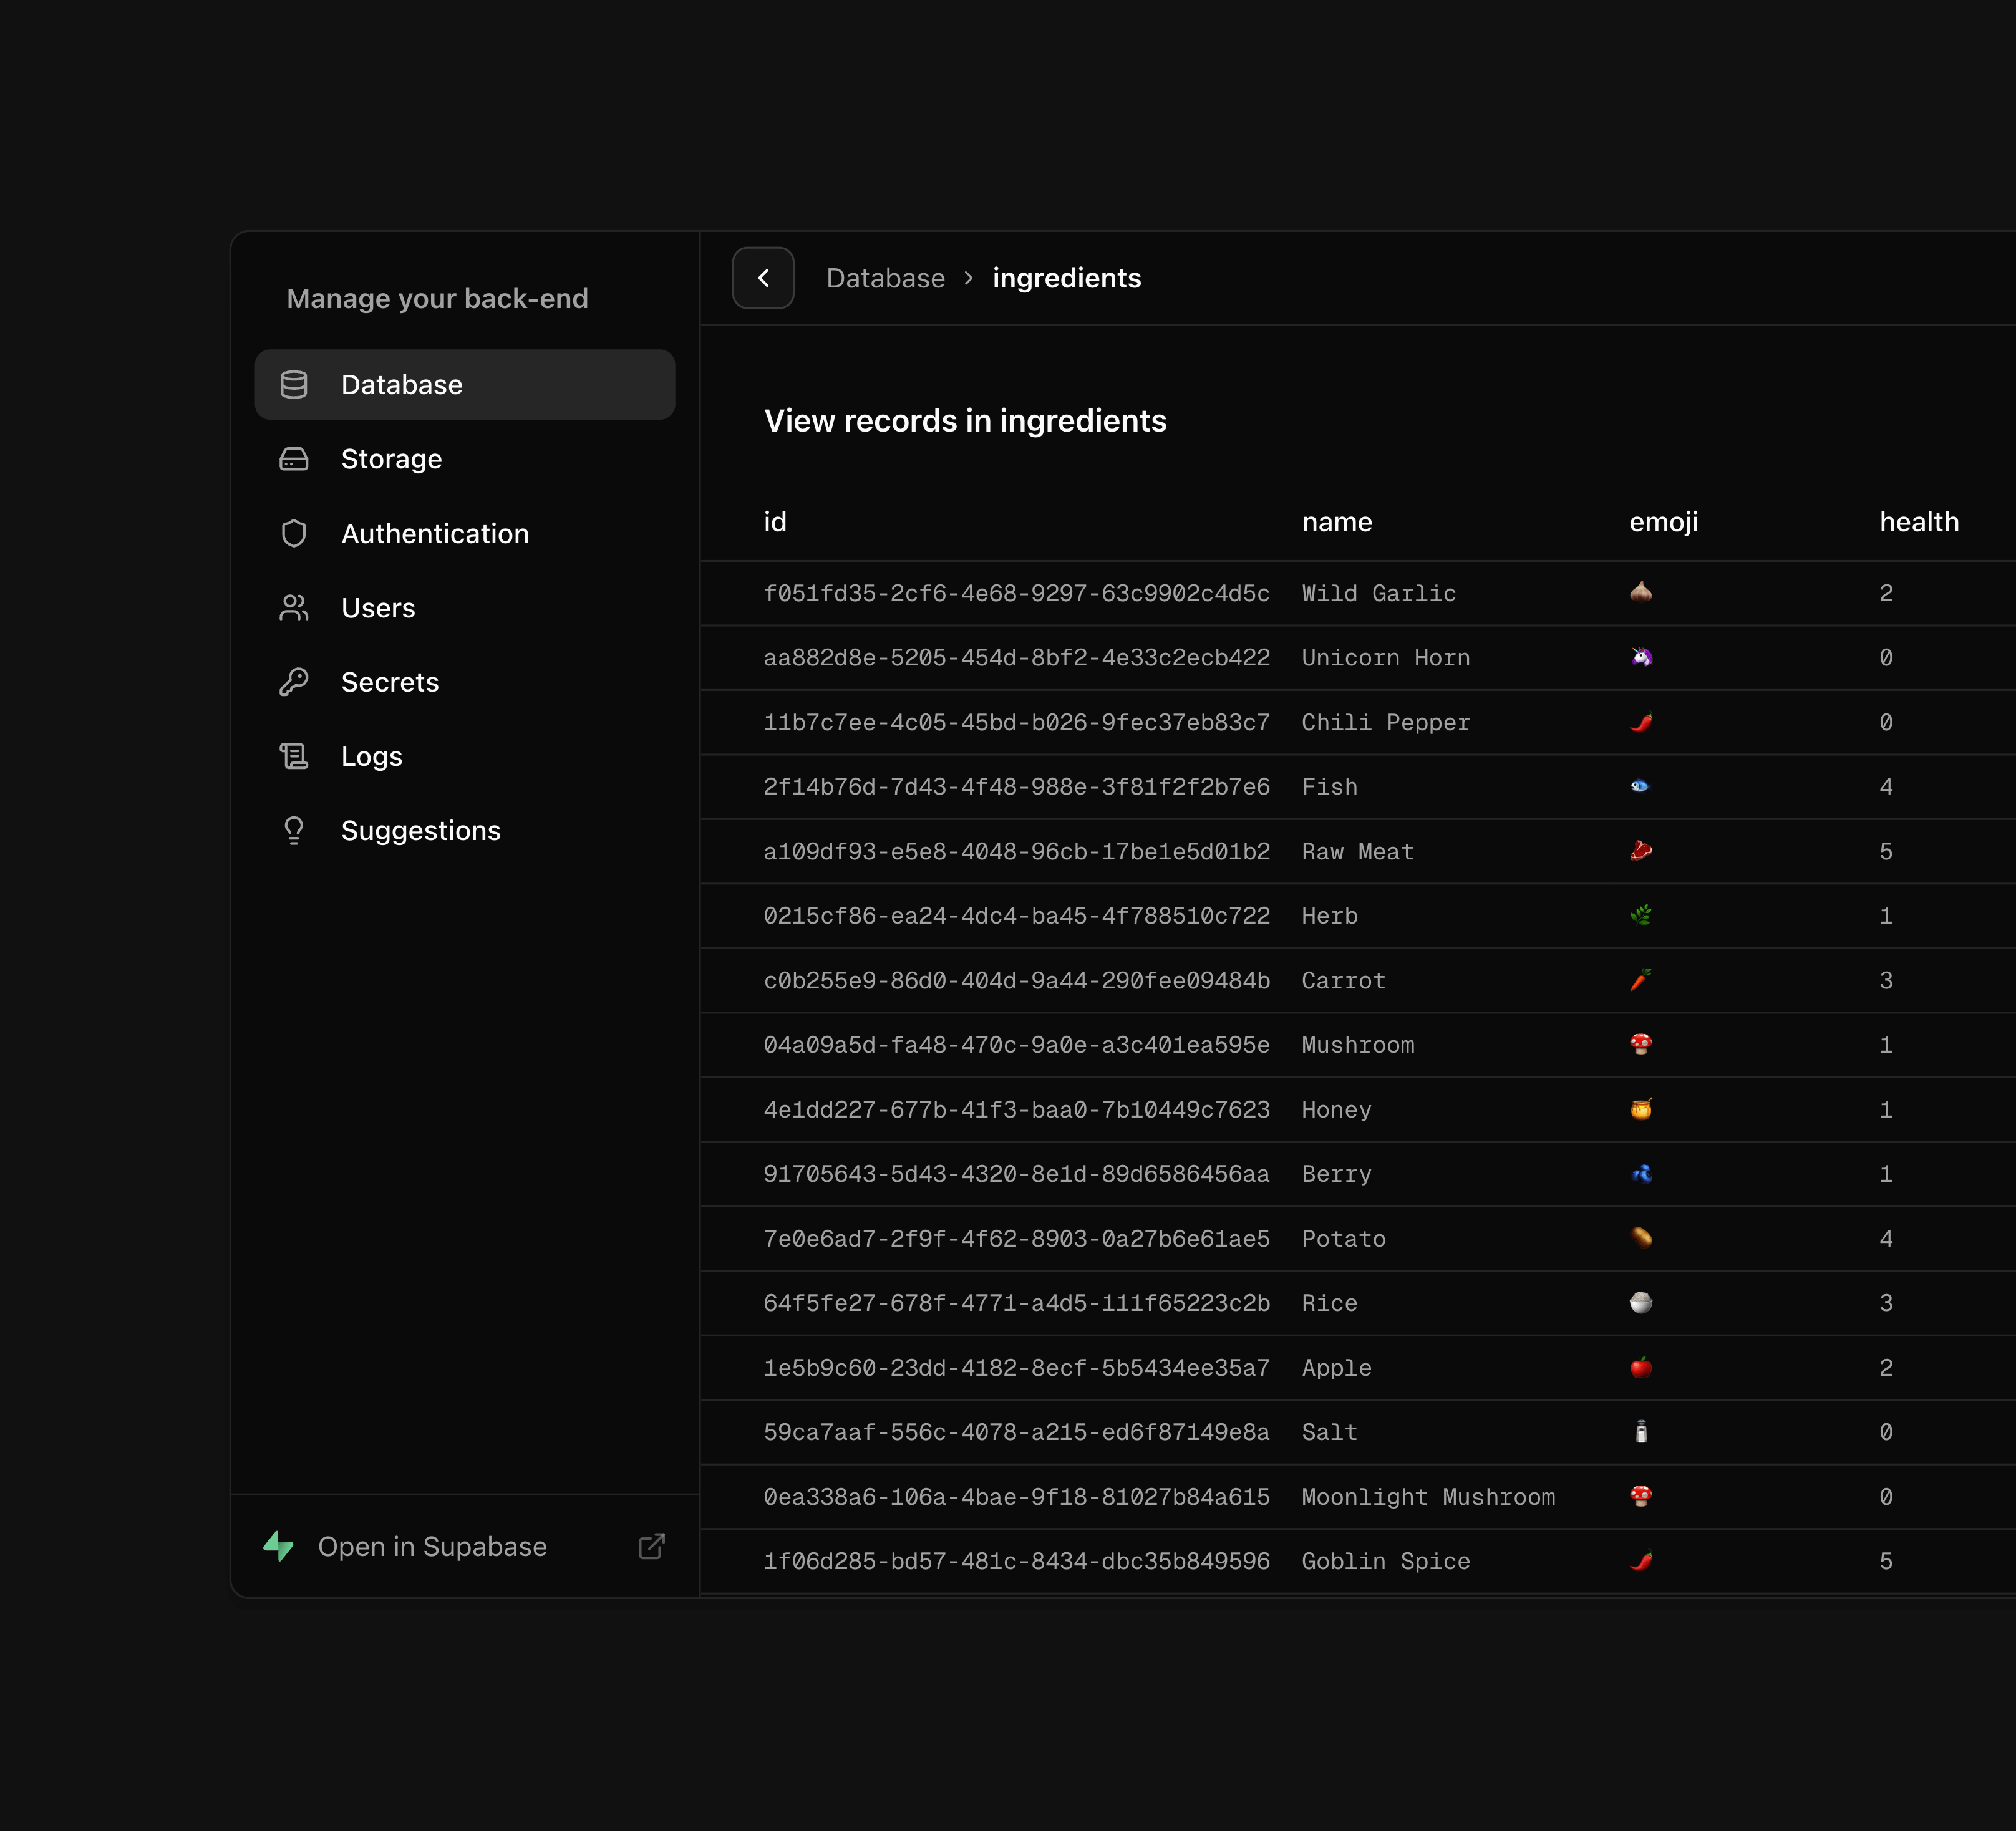 Manage your back-end
Database
Storage
Authentication
Users
Secrets
Logs
Suggestions
Open in Supabase
Database > ingredients
View records in ingredients
id name emoji health
f051fd35-2cf6-4e68-9297-63c9902c4d5c Wild Garlic 🧄 2
aa882d8e-5205-454d-8bf2-4e33c2ecb422 Unicorn Horn 🦄 0
11b7c7ee-4c05-45bd-b026-9fec37eb83c7 Chili Pepper 🌶️ 0
2f14b76d-7d43-4f48-988e-3f81f2f2b7e6 Fish 🐟 4
a109df93-e5e8-4048-96cb-17be1e5d01b2 Raw Meat 🥩 5
0215cf86-ea24-4dc4-ba45-4f788510c722 Herb 🌿 1
c0b255e9-86d0-404d-9a44-290fee09484b Carrot 🥕 3
04a09a5d-fa48-470c-9a0e-a3c401ea595e Mushroom 🍄 1
4e1dd227-677b-41f3-baa0-7b10449c7623 Honey 🍯 1
91705643-5d43-4320-8e1d-89d6586456aa Berry 🫐 1
7e0e6ad7-2f9f-4f62-8903-0a27b6e61ae5 Potato 🥔 4
64f5fe27-678f-4771-a4d5-111f65223c2b Rice 🍚 3
1e5b9c60-23dd-4182-8ecf-5b5434ee35a7 Apple 🍎 2
59ca7aaf-556c-4078-a215-ed6f87149e8a Salt 🧂 0
0ea338a6-106a-4bae-9f18-81027b84a615 Moonlight Mushroom 🍄 0
1f06d285-bd57-481c-8434-dbc35b849596 Goblin Spice 🌶️ 5